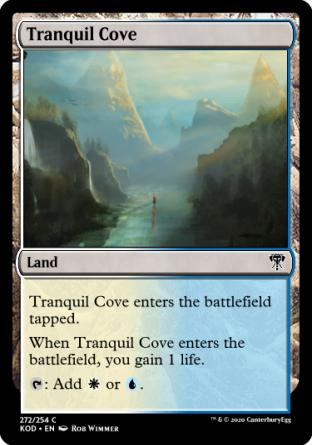 Tranquil Cove
Land
Tranquil Cove enters the battlefield
tapped.
When Tranquil Cove enters the
battlefield, you gain 1 life.
: Add or .
272/254 C
KOD • EN Rob Wimmer
™ & © 2020 CanterburyEgg